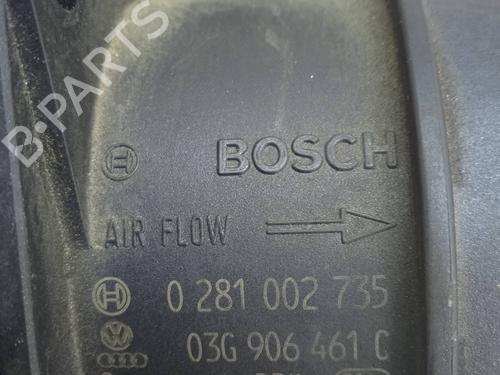 B-PARTS
BOSCH
AIR FLOW
0 281 002 735
03G 906 461 C